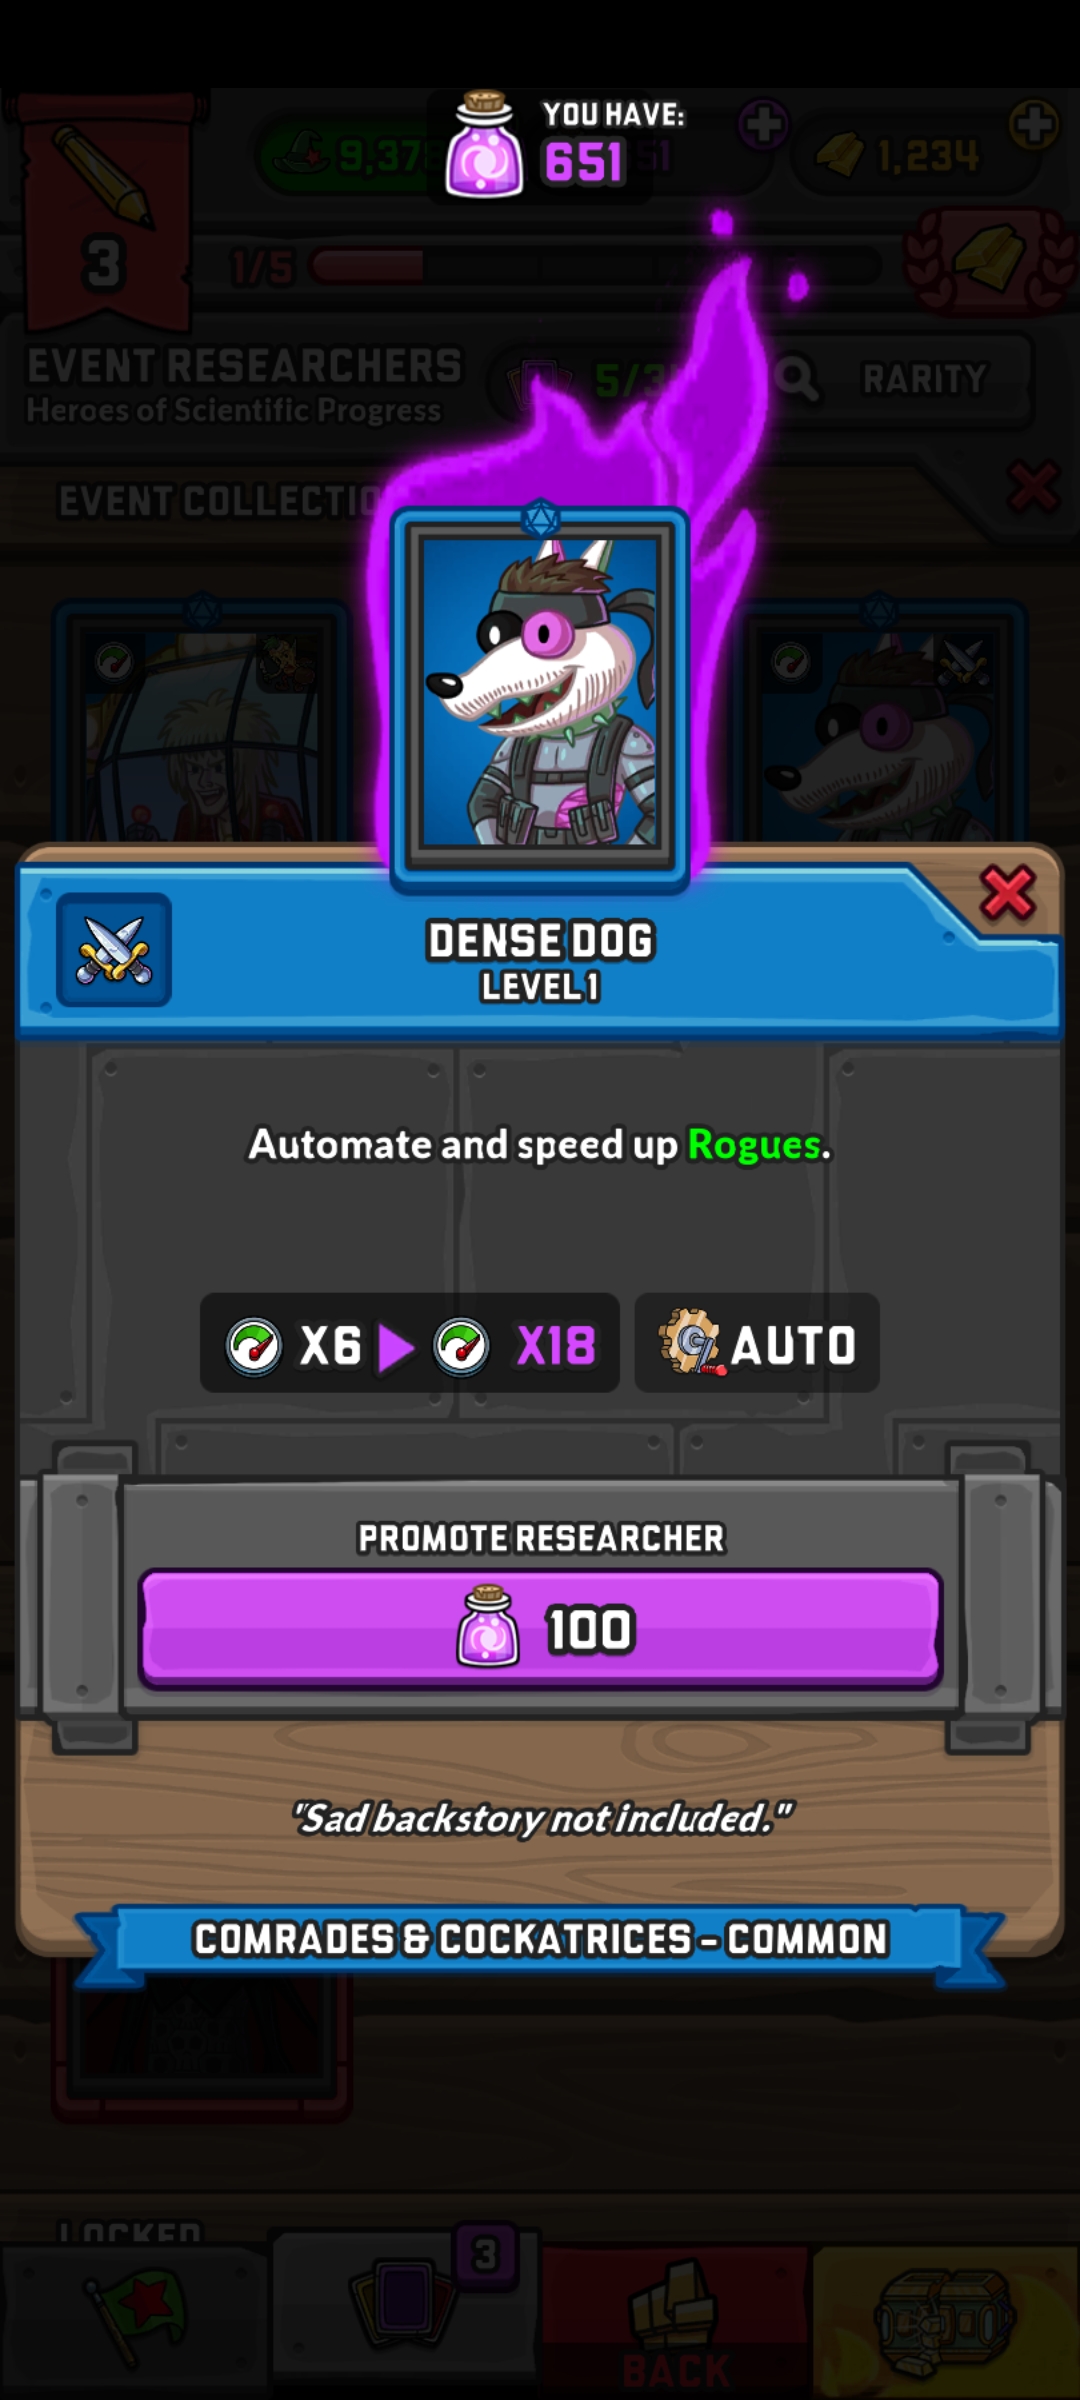 YOU HAVE:
651
1,234
3
1/5
EVENT RESEARCHERS
Heroes of Scientific Progress
RARITY
DENSE DOG
LEVEL 1
Automate and speed up Rogues.
X6 X18 AUTO
PROMOTE RESEARCHER
100
"Sad backstory not included."
COMRADES & COCKATRICES - COMMON
LOCKED
3
BACK